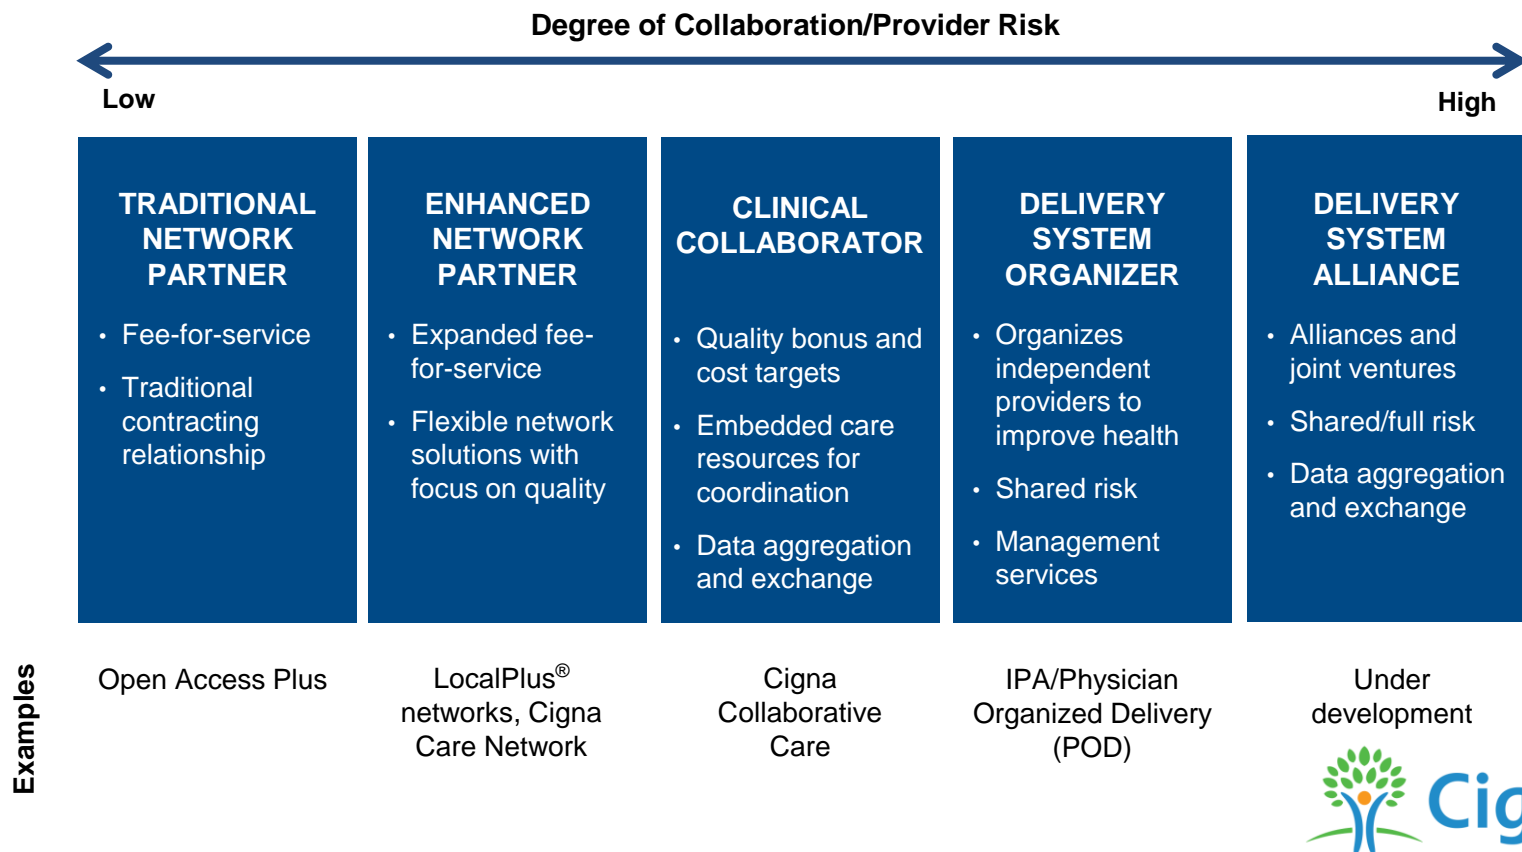 Degree of Collaboration/Provider Risk
Low
High
TRADITIONAL
NETWORK
PARTNER
• Fee-for-service
• Traditional
contracting
relationship
ENHANCED
NETWORK
PARTNER
• Expanded fee-
for-service
• Flexible network
solutions with
focus on quality
CLINICAL
COLLABORATOR
• Quality bonus and
cost targets
• Embedded care
resources for
coordination
• Data aggregation
and exchange
DELIVERY
SYSTEM
ORGANIZER
• Organizes
independent
providers to
improve health
• Shared risk
• Management
services
DELIVERY
SYSTEM
ALLIANCE
• Alliances and
joint ventures
• Shared/full risk
• Data aggregation
and exchange
Examples
Open Access Plus
LocalPlus®
networks, Cigna
Care Network
Cigna
Collaborative
Care
IPA/Physician
Organized Delivery
(POD)
Under
development
Cig